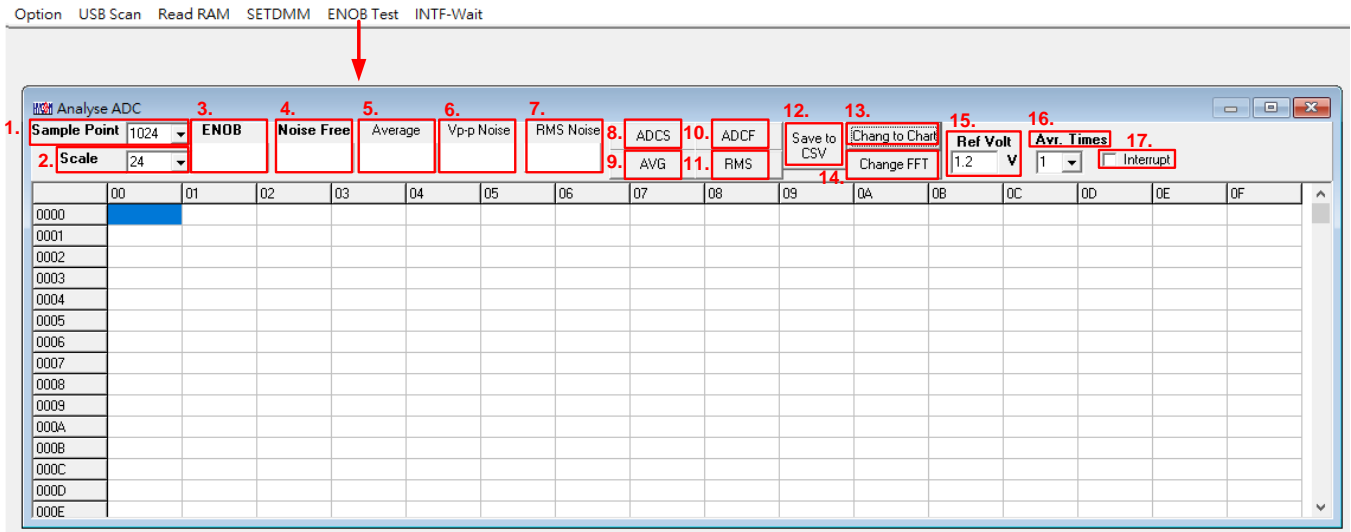 Option USB Scan Read RAM SETDMM ENOB Test INTF-Wait
Analyse ADC
1. Sample Point 1024
2. Scale 24
3. ENOB
4. Noise Free
5. Average
6. Vp-p Noise
7. RMS Noise
8. ADCS
9. AVG
10. ADCF
11. RMS
12. Save to CSV
13. Chang to Chart
14. Change FFT
15. Ref Volt 1.2 V
16. Avr. Times 1
17. Interrupt
00 01 02 03 04 05 06 07 08 09 0A 0B 0C 0D 0E 0F
0000
0001
0002
0003
0004
0005
0006
0007
0008
0009
000A
000B
000C
000D
000E